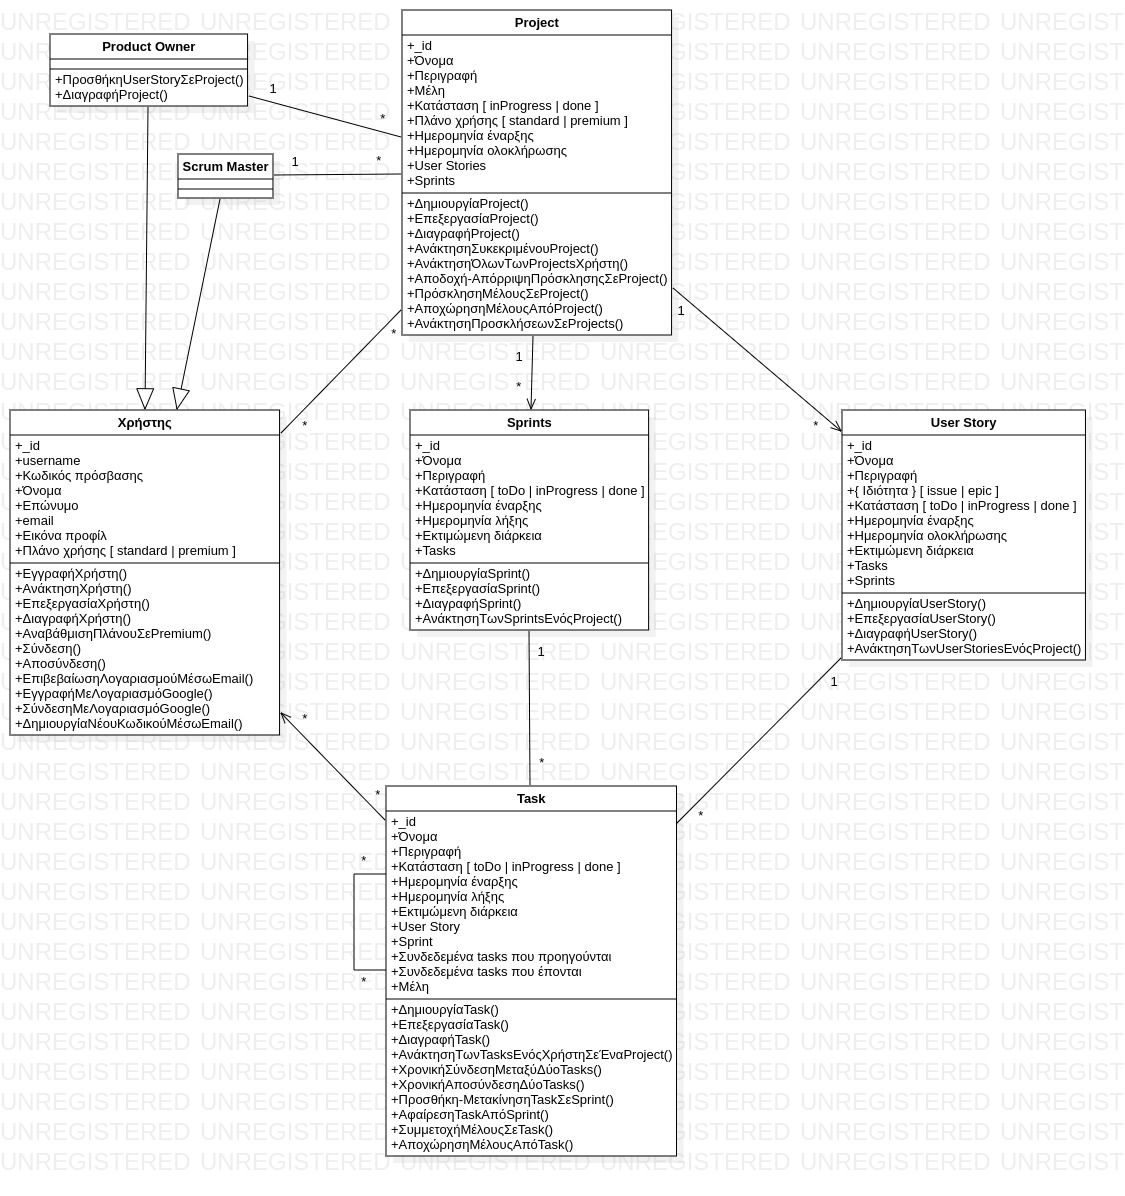 Product Owner
+ΠροσθήκηUserStoryΣεProject()
+ΔιαγραφήProject()
Scrum Master
Project
+_id
+Όνομα
+Περιγραφή
+Μέλη
+Κατάσταση [ inProgress | done ]
+Πλάνο χρήσης [ standard | premium ]
+Ημερομηνία έναρξης
+Ημερομηνία ολοκλήρωσης
+User Stories
+Sprints
+ΔημιουργίαProject()
+ΕπεξεργασίαProject()
+ΔιαγραφήProject()
+ΑνάκτησηΣυκεκριμένουProject()
+ΑνάκτησηΌλωνΤωνProjectsΧρήστη()
+Αποδοχή-ΑπόρριψηΠρόσκλησηςΣεProject()
+ΠρόσκλησηΜέλουςΣεProject()
+ΑποχώρησηΜέλουςΑπόProject()
+ΑνάκτησηΠροσκλήσεωνΣεProjects()
1
*
1
*
*
*
1
*
1
*
Χρήστης
+_id
+username
+Κωδικός πρόσβασης
+Όνομα
+Επώνυμο
+email
+Εικόνα προφίλ
+Πλάνο χρήσης [ standard | premium ]
+ΕγγραφήΧρήστη()
+ΑνάκτησηΧρήστη()
+ΕπεξεργασίαΧρήστη()
+ΔιαγραφήΧρήστη()
+ΑναβάθμισηΠλάνουΣεPremium()
+Σύνδεση()
+Αποσύνδεση()
+ΕπιβεβαίωσηΛογαριασμούΜέσωEmail()
+ΕγγραφήΜεΛογαριασμόGoogle()
+ΣύνδεσηΜεΛογαριασμόGoogle()
+ΔημιουργίαΝέουΚωδικούΜέσωEmail()
Sprints
+_id
+Όνομα
+Περιγραφή
+Κατάσταση [ toDo | inProgress | done ]
+Ημερομηνία έναρξης
+Ημερομηνία λήξης
+Εκτιμώμενη διάρκεια
+Tasks
+ΔημιουργίαSprint()
+ΕπεξεργασίαSprint()
+ΔιαγραφήSprint()
+ΑνάκτησηΤωνSprintsΕνόςProject()
User Story
+_id
+Όνομα
+Περιγραφή
+{ Ιδιότητα } [ issue | epic ]
+Κατάσταση [ toDo | inProgress | done ]
+Ημερομηνία έναρξης
+Ημερομηνία ολοκλήρωσης
+Εκτιμώμενη διάρκεια
+Tasks
+Sprints
+ΔημιουργίαUserStory()
+ΕπεξεργασίαUserStory()
+ΔιαγραφήUserStory()
+ΑνάκτησηΤωνUserStoriesΕνόςProject()
1
*
1
*
*
*
*
*
Task
+_id
+Όνομα
+Περιγραφή
+Κατάσταση [ toDo | inProgress | done ]
+Ημερομηνία έναρξης
+Ημερομηνία λήξης
+Εκτιμώμενη διάρκεια
+User Story
+Sprint
+Συνδεδεμένα tasks που προηγούνται
+Συνδεδεμένα tasks που έπονται
+Μέλη
+ΔημιουργίαTask()
+ΕπεξεργασίαTask()
+ΔιαγραφήTask()
+ΑνάκτησηΤωνTasksΕνόςΧρήστηΣεΈναProject()
+ΧρονικήΣύνδεσηΜεταξύΔύοTasks()
+ΧρονικήΑποσύνδεσηΔύοTasks()
+Προσθήκη-ΜετακίνησηTaskΣεSprint()
+ΑφαίρεσηTaskΑπόSprint()
+ΣυμμετοχήΜέλουςΣεTask()
+ΑποχώρησηΜέλουςΑπόTask()
UNREGISTERED